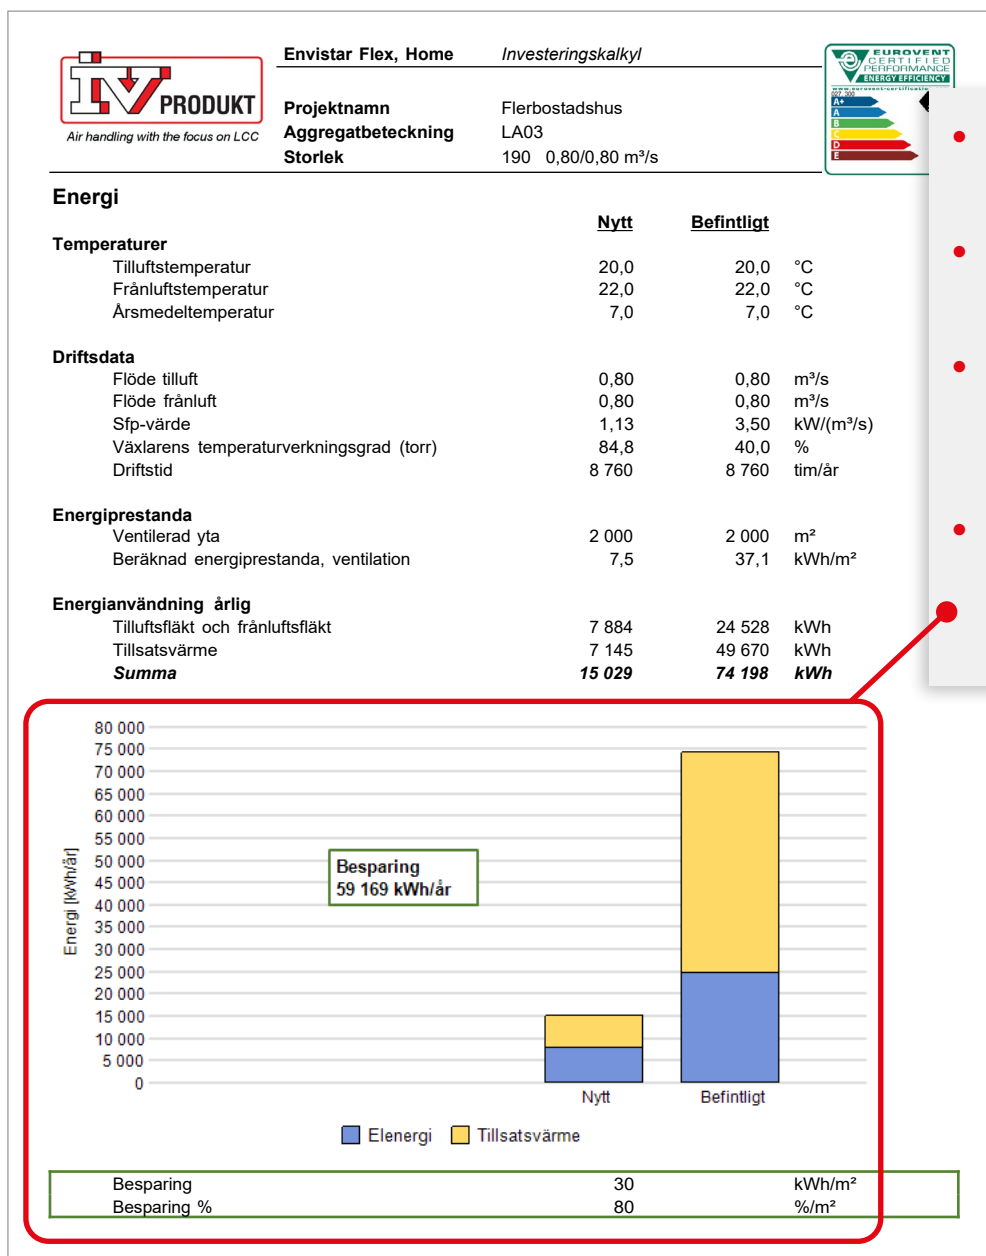 iv PRODUKT
Air handling with the focus on LCC
Envistar Flex, Home Investeringskalkyl
Projektnamn Flerbostadshus
Aggregatbeteckning LA03
Storlek 190 0,80/0,80 m³/s
EUROVENT
CERTIFIED
PERFORMANCE
ENERGY EFFICIENCY
A+
A
B
C
D
E
Energi
Nytt Befintligt
Temperaturer
Tilluftstemperatur 20,0 20,0 °C
Frånluftstemperatur 22,0 22,0 °C
Årsmedeltemperatur 7,0 7,0 °C
Driftsdata
Flöde tilluft 0,80 0,80 m³/s
Flöde frånluft 0,80 0,80 m³/s
Sfp-värde 1,13 3,50 kW/(m³/s)
Växlarens temperaturverkningsgrad (torr) 84,8 40,0 %
Driftstid 8 760 8 760 tim/år
Energiprestanda
Ventilerad yta 2 000 2 000 m²
Beräknad energiprestanda, ventilation 7,5 37,1 kWh/m²
Energianvändning årlig
Tilluftsfläkt och frånluftsfläkt 7 884 24 528 kWh
Tillsatsvärme 7 145 49 670 kWh
Summa 15 029 74 198 kWh
80 000
75 000
70 000
65 000
60 000
55 000
50 000
45 000
40 000
35 000
30 000
25 000
20 000
15 000
10 000
5 000
0
Energi [kWh/år]
Besparing
59 169 kWh/år
Nytt Befintligt
Elenergi Tillsatsvärme
Besparing 30 kWh/m²
Besparing % 80 %/m²